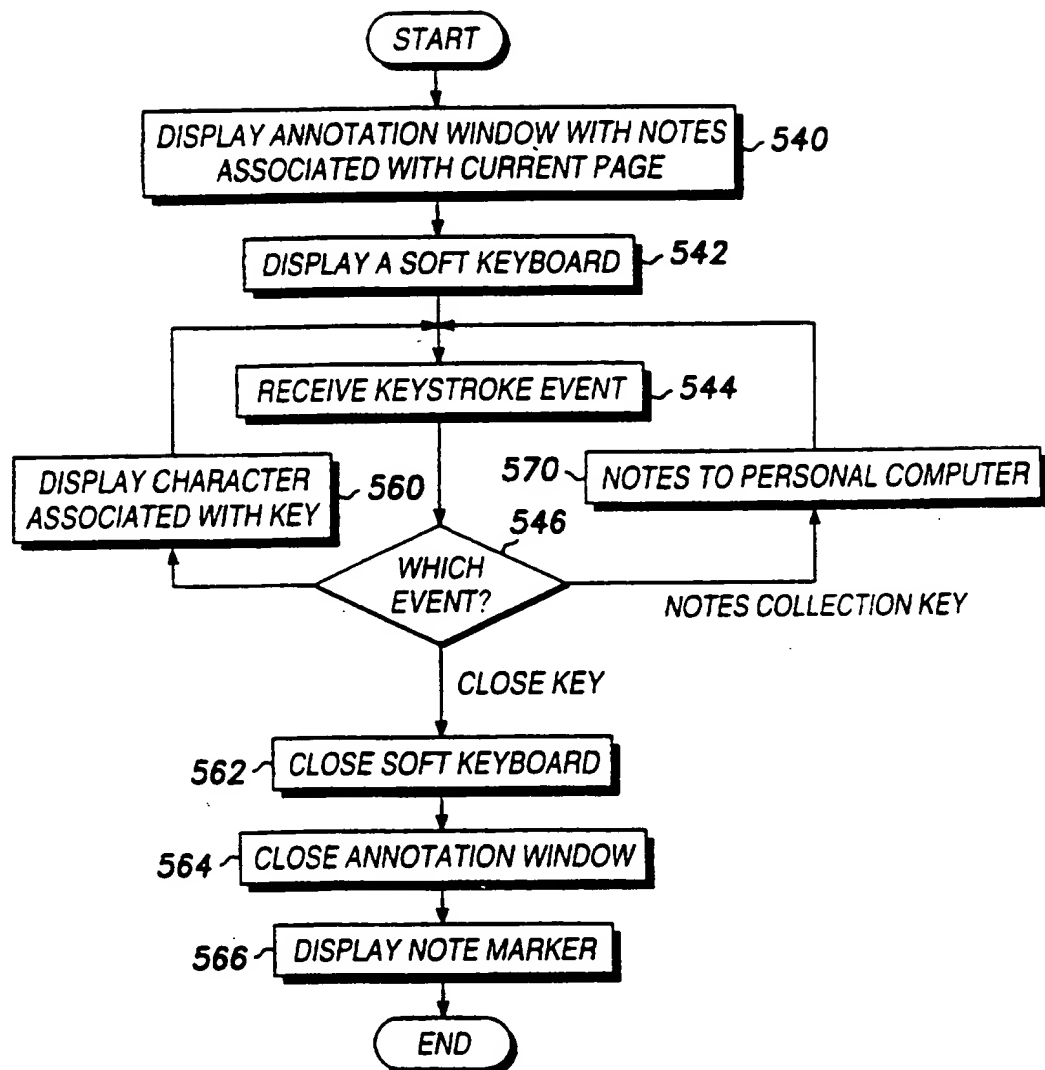 START
DISPLAY ANNOTATION WINDOW WITH NOTES
ASSOCIATED WITH CURRENT PAGE
540
DISPLAY A SOFT KEYBOARD
542
RECEIVE KEYSTROKE EVENT
544
DISPLAY CHARACTER
ASSOCIATED WITH KEY
560
570
NOTES TO PERSONAL COMPUTER
546
WHICH
EVENT?
NOTES COLLECTION KEY
CLOSE KEY
562
CLOSE SOFT KEYBOARD
564
CLOSE ANNOTATION WINDOW
566
DISPLAY NOTE MARKER
END